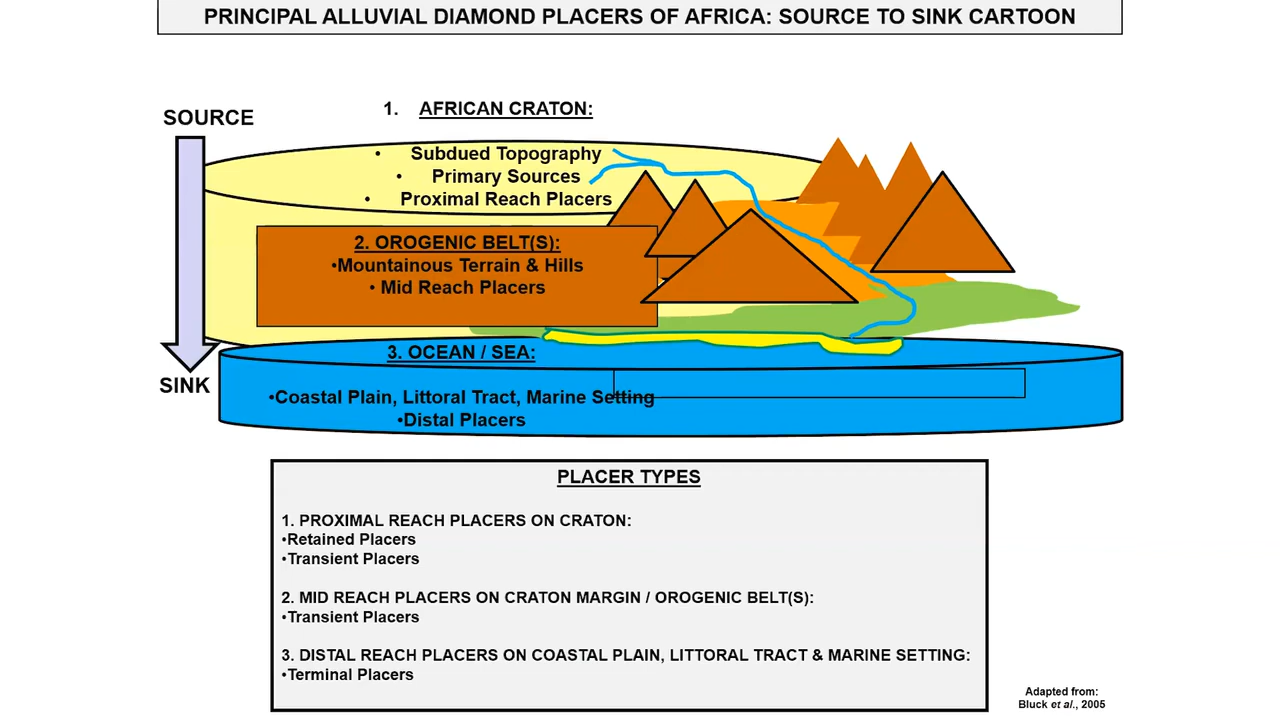 PRINCIPAL ALLUVIAL DIAMOND PLACERS OF AFRICA: SOURCE TO SINK CARTOON
SOURCE
1. AFRICAN CRATON:
• Subdued Topography
• Primary Sources
• Proximal Reach Placers
2. OROGENIC BELT(S):
•Mountainous Terrain & Hills
• Mid Reach Placers
3. OCEAN / SEA:
SINK
•Coastal Plain, Littoral Tract, Marine Setting
•Distal Placers
PLACER TYPES
1. PROXIMAL REACH PLACERS ON CRATON:
•Retained Placers
•Transient Placers
2. MID REACH PLACERS ON CRATON MARGIN / OROGENIC BELT(S):
•Transient Placers
3. DISTAL REACH PLACERS ON COASTAL PLAIN, LITTORAL TRACT & MARINE SETTING:
•Terminal Placers
Adapted from:
Bluck et al., 2005